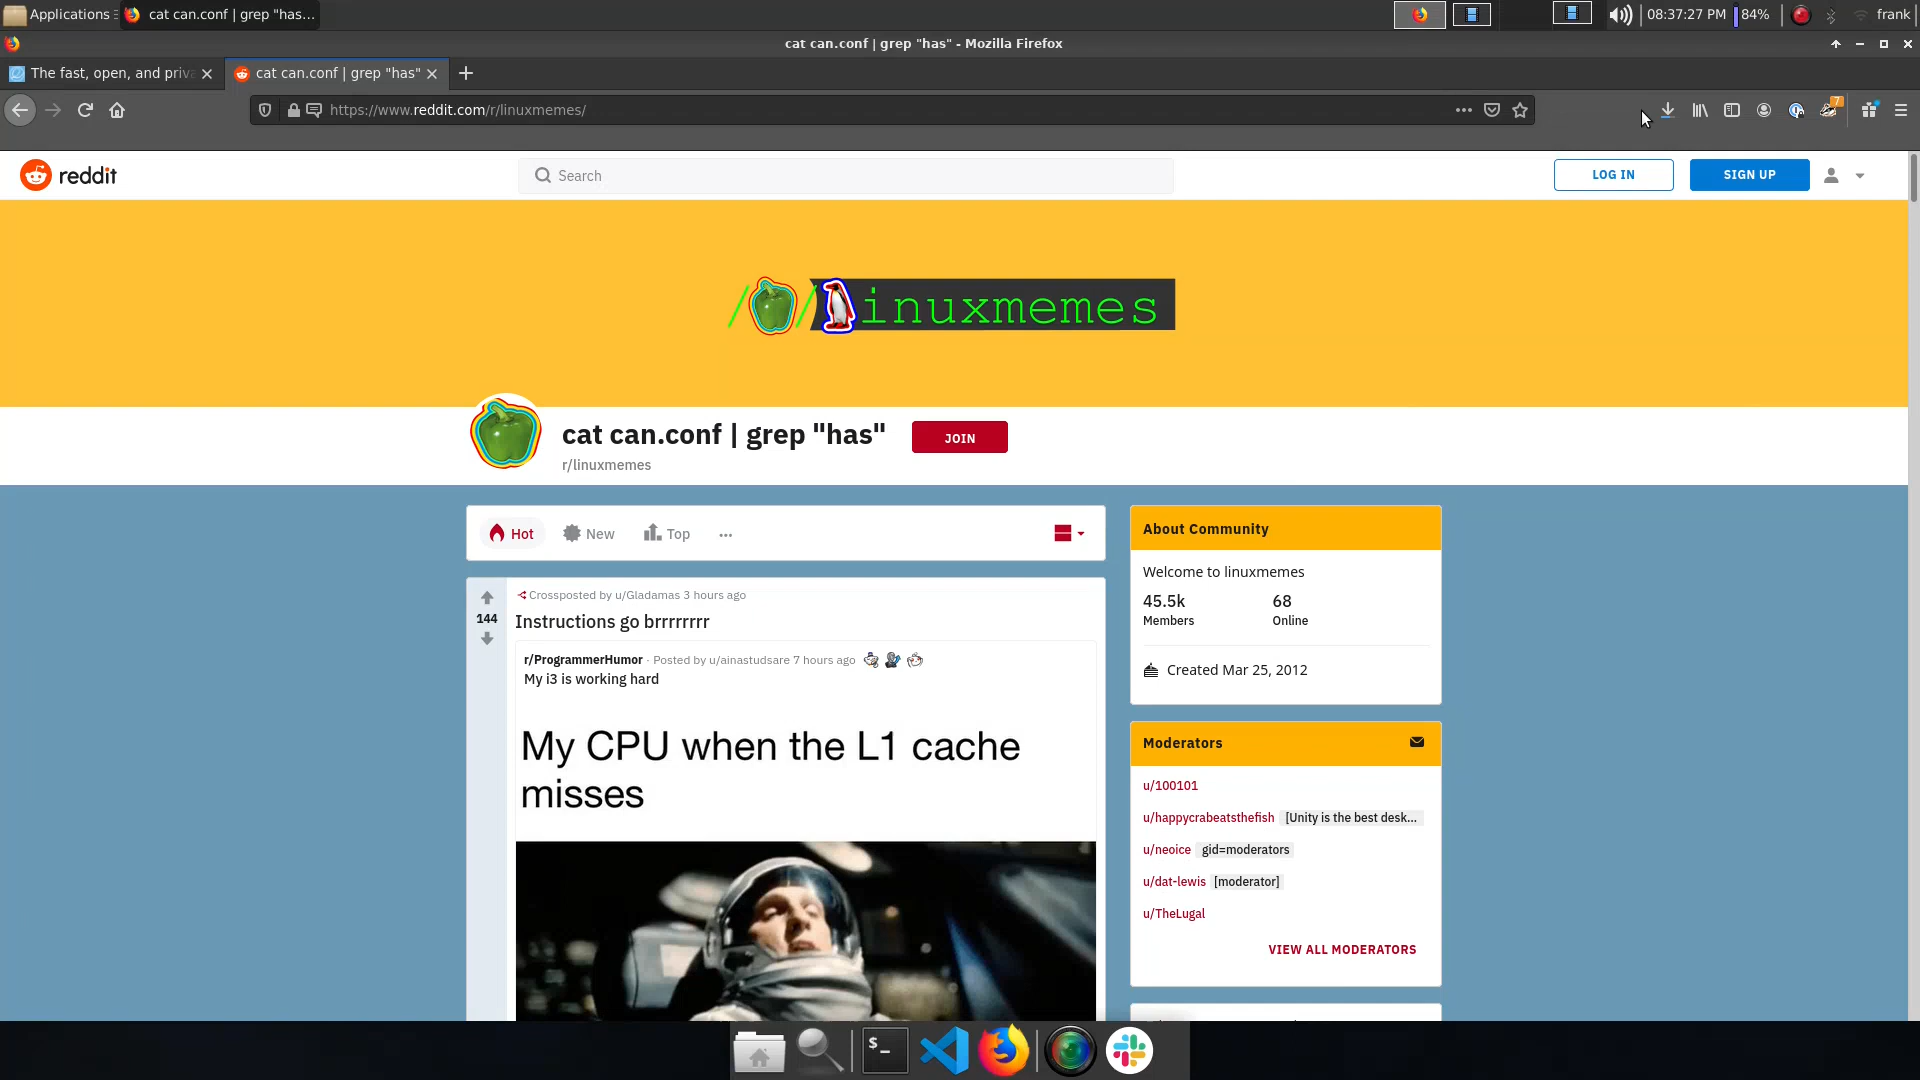 Applications
cat can.conf | grep "has...
08:37:27 PM
84%
frank
cat can.conf | grep "has" - Mozilla Firefox
The fast, open, and priva
cat can.conf | grep "has"
https://www.reddit.com/r/linuxmemes/
7
reddit
Search
LOG IN
SIGN UP
/ / inuxmemes
cat can.conf | grep "has"
JOIN
r/linuxmemes
Hot
New
Top
...
About Community
Welcome to linuxmemes
45.5k
68
Members
Online
Created Mar 25, 2012
Crossposted by u/Gladamas 3 hours ago
144
Instructions go brrrrrrrr
r/ProgrammerHumor · Posted by u/ainastudsare 7 hours ago
My i3 is working hard
My CPU when the L1 cache
misses
Moderators
u/100101
u/happycrabeatsthefish [Unity is the best desk...
u/neoice gid=moderators
u/dat-lewis [moderator]
u/TheLugal
VIEW ALL MODERATORS
$_